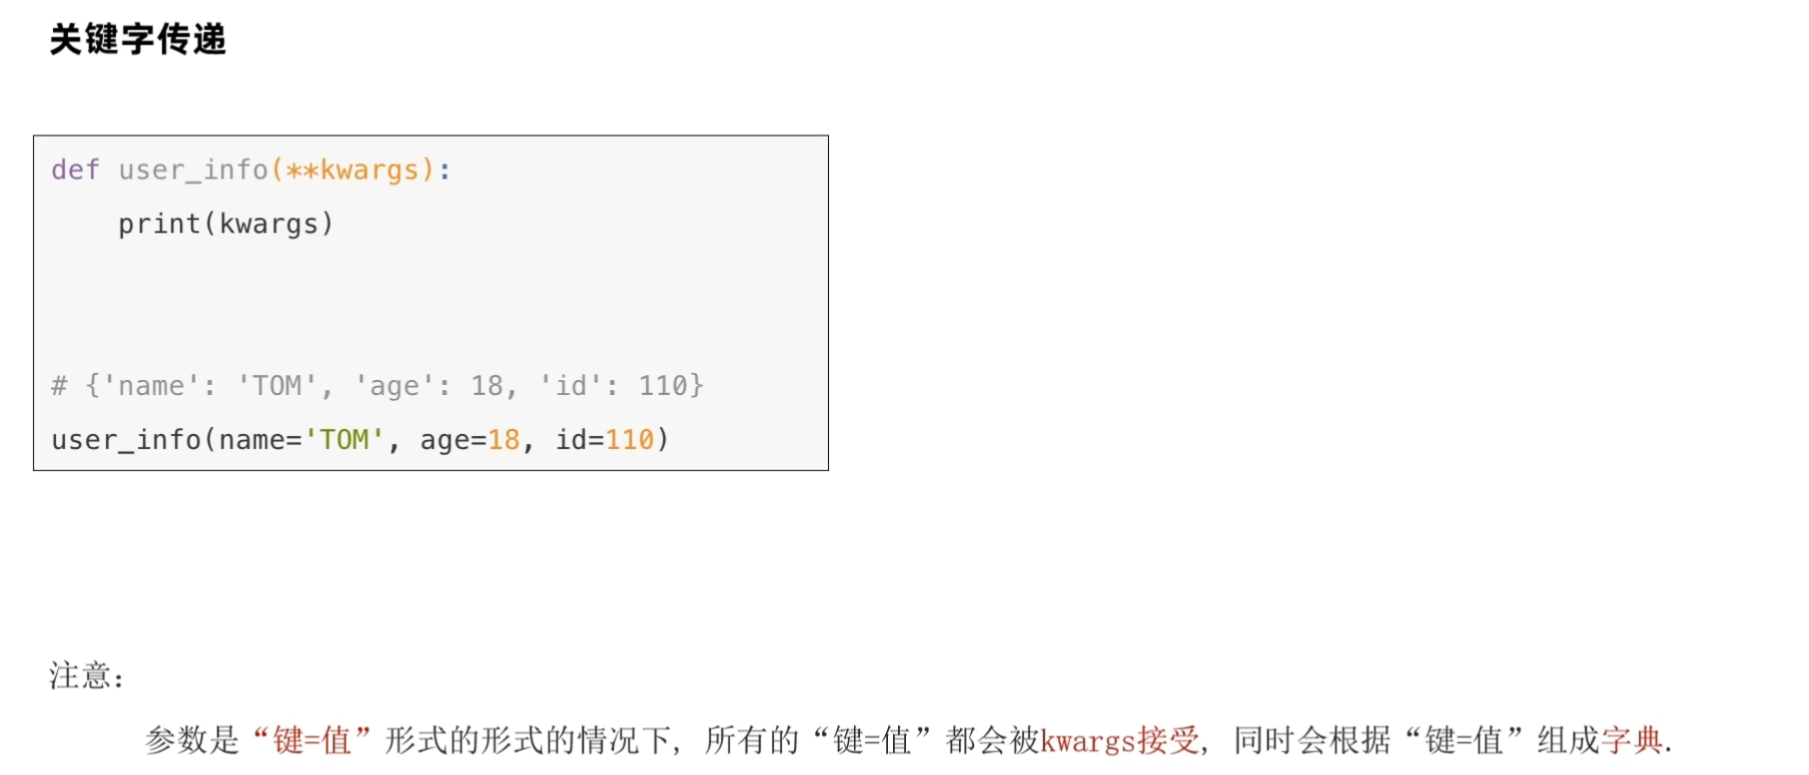 关键字传递
def user_info(**kwargs):
    print(kwargs)
# {'name': 'TOM', 'age': 18, 'id': 110}
user_info(name='TOM', age=18, id=110)
注意：
参数是“键=值”形式的形式的情况下, 所有的“键=值”都会被kwargs接受, 同时会根据“键=值”组成字典.